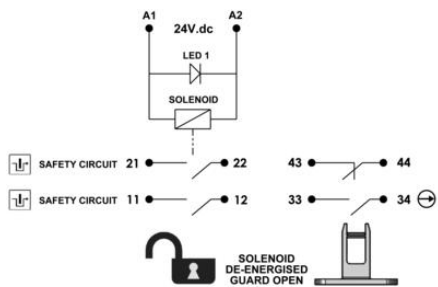 A1 A2
24V.dc
LED 1
SOLENOID
SAFETY CIRCUIT 21 22 43 44
SAFETY CIRCUIT 11 12 33 34
SOLENOID
DE-ENERGISED
GUARD OPEN